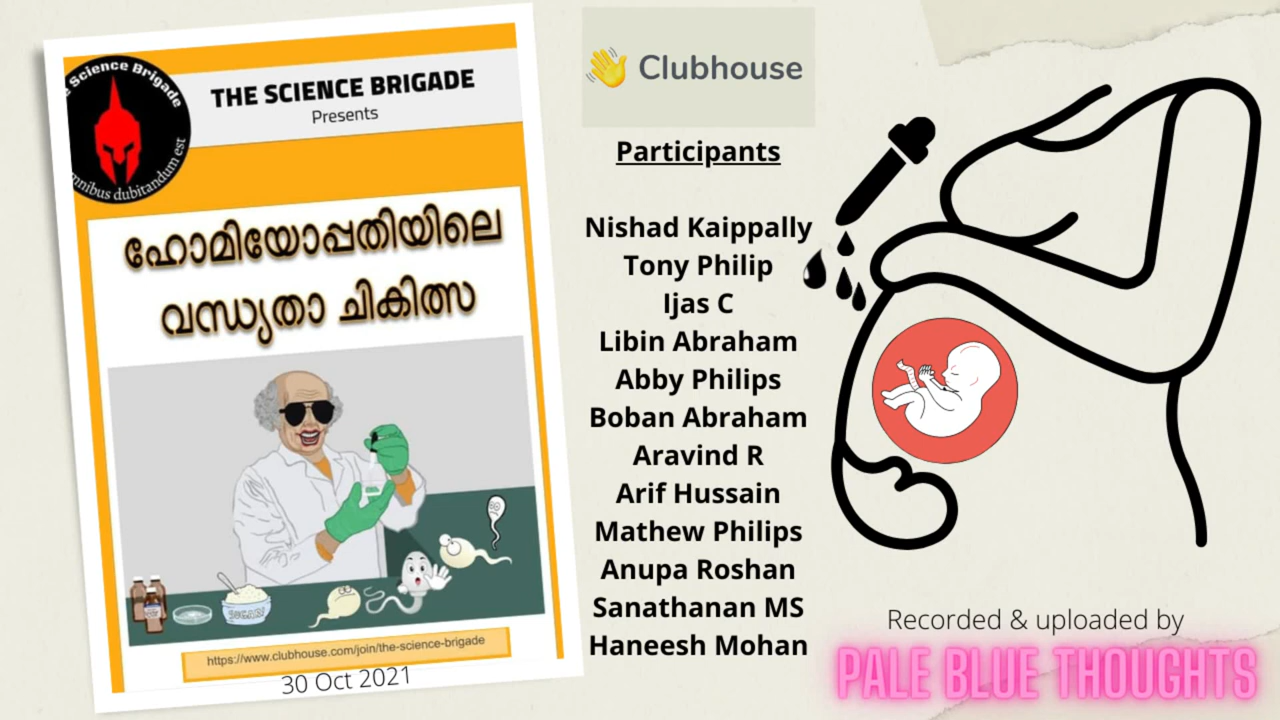 Science Brigade
omnibus dubitandum est
THE SCIENCE BRIGADE
Presents
ഹോമിയോപ്പതിയിലെ
വന്ധ്യതാ ചികിത്സ
SUGAR
https://www.clubhouse.com/join/the-science-brigade
30 Oct 2021
👋 Clubhouse
Participants
Nishad Kaippally
Tony Philip
Ijas C
Libin Abraham
Abby Philips
Boban Abraham
Aravind R
Arif Hussain
Mathew Philips
Anupa Roshan
Sanathanan MS
Haneesh Mohan
Recorded & uploaded by
PALE BLUE THOUGHTS